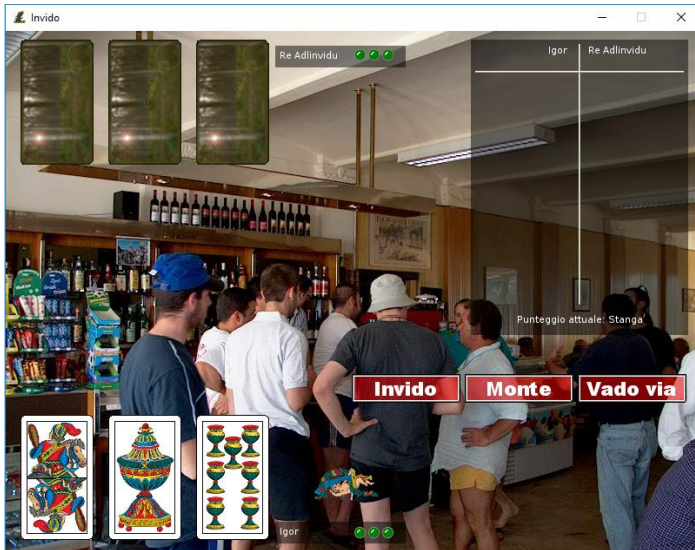 Invido
Re Adlinvidu
Igor
Re Adlinvidu
Punteggio attuale: Stanga
Invido
Monte
Vado via
Igor